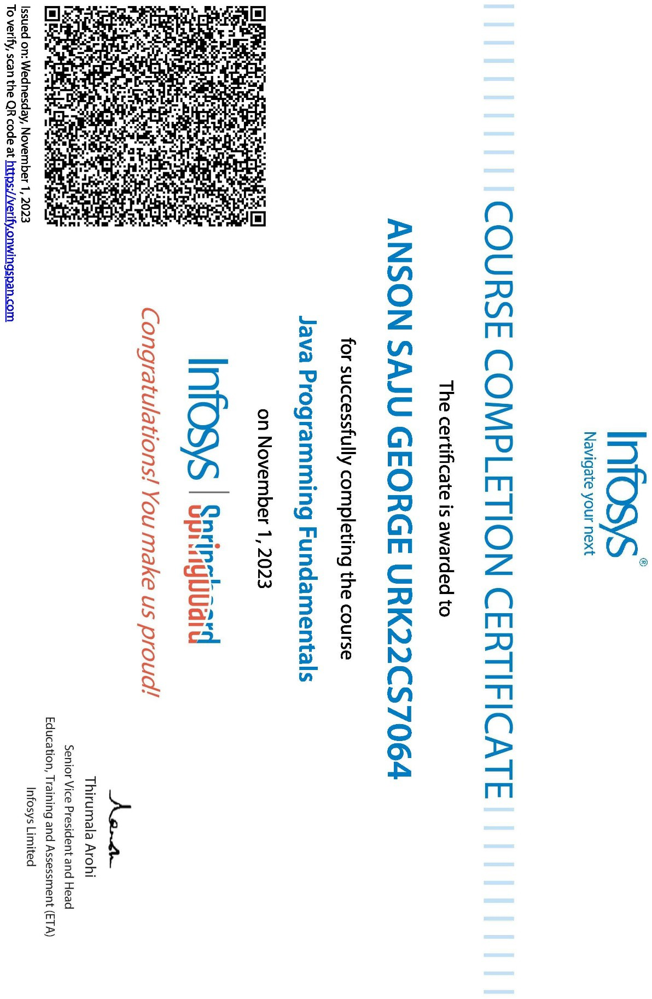 Infosys®
Navigate your next
COURSE COMPLETION CERTIFICATE
The certificate is awarded to
ANSON SAJU GEORGE URK22CS7064
for successfully completing the course
Java Programming Fundamentals
on November 1, 2023
Infosys | Springboard
Congratulations! You make us proud!
Thirumala Arohi
Senior Vice President and Head
Education, Training and Assessment (ETA)
Infosys Limited
Issued on: Wednesday, November 1, 2023
To verify, scan the QR code at https://verify.onwingspan.com